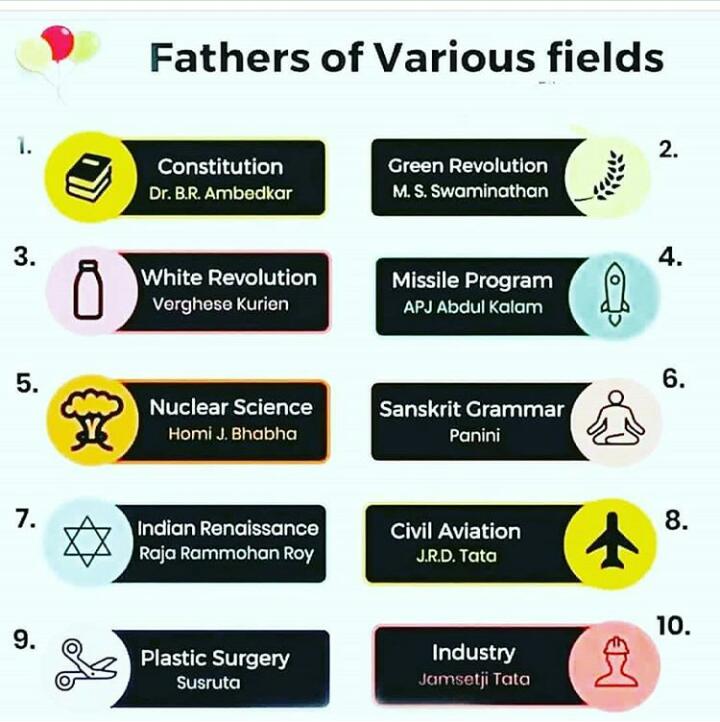 Fathers of Various fields
1.
Constitution
Dr. B.R. Ambedkar
2.
Green Revolution
M. S. Swaminathan
3.
White Revolution
Verghese Kurien
4.
Missile Program
APJ Abdul Kalam
5.
Nuclear Science
Homi J. Bhabha
6.
Sanskrit Grammar
Panini
7.
Indian Renaissance
Raja Rammohan Roy
8.
Civil Aviation
J.R.D. Tata
9.
Plastic Surgery
Susruta
10.
Industry
Jamsetji Tata